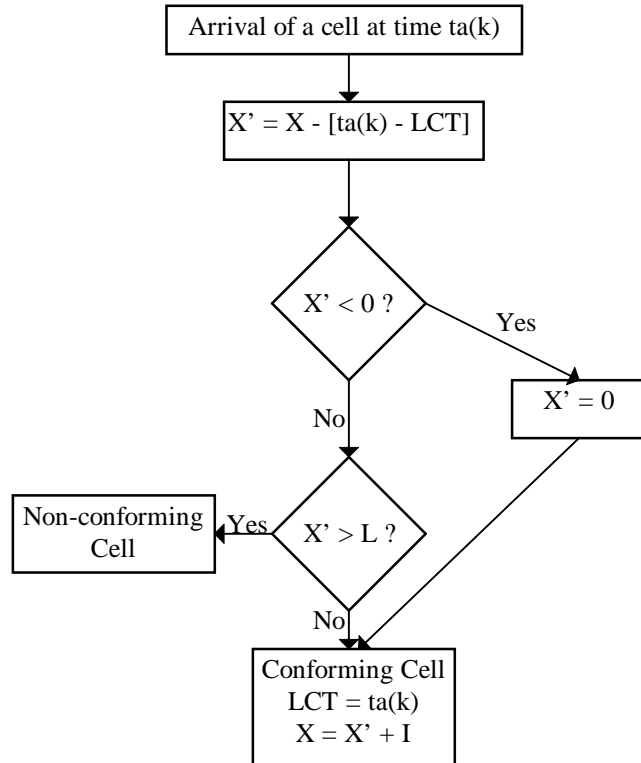 Arrival of a cell at time ta(k)
X’ = X - [ta(k) - LCT]
X’ < 0 ?
Yes
X’ = 0
No
X’ > L ?
Yes
Non-conforming
Cell
No
Conforming Cell
LCT = ta(k)
X = X’ + I